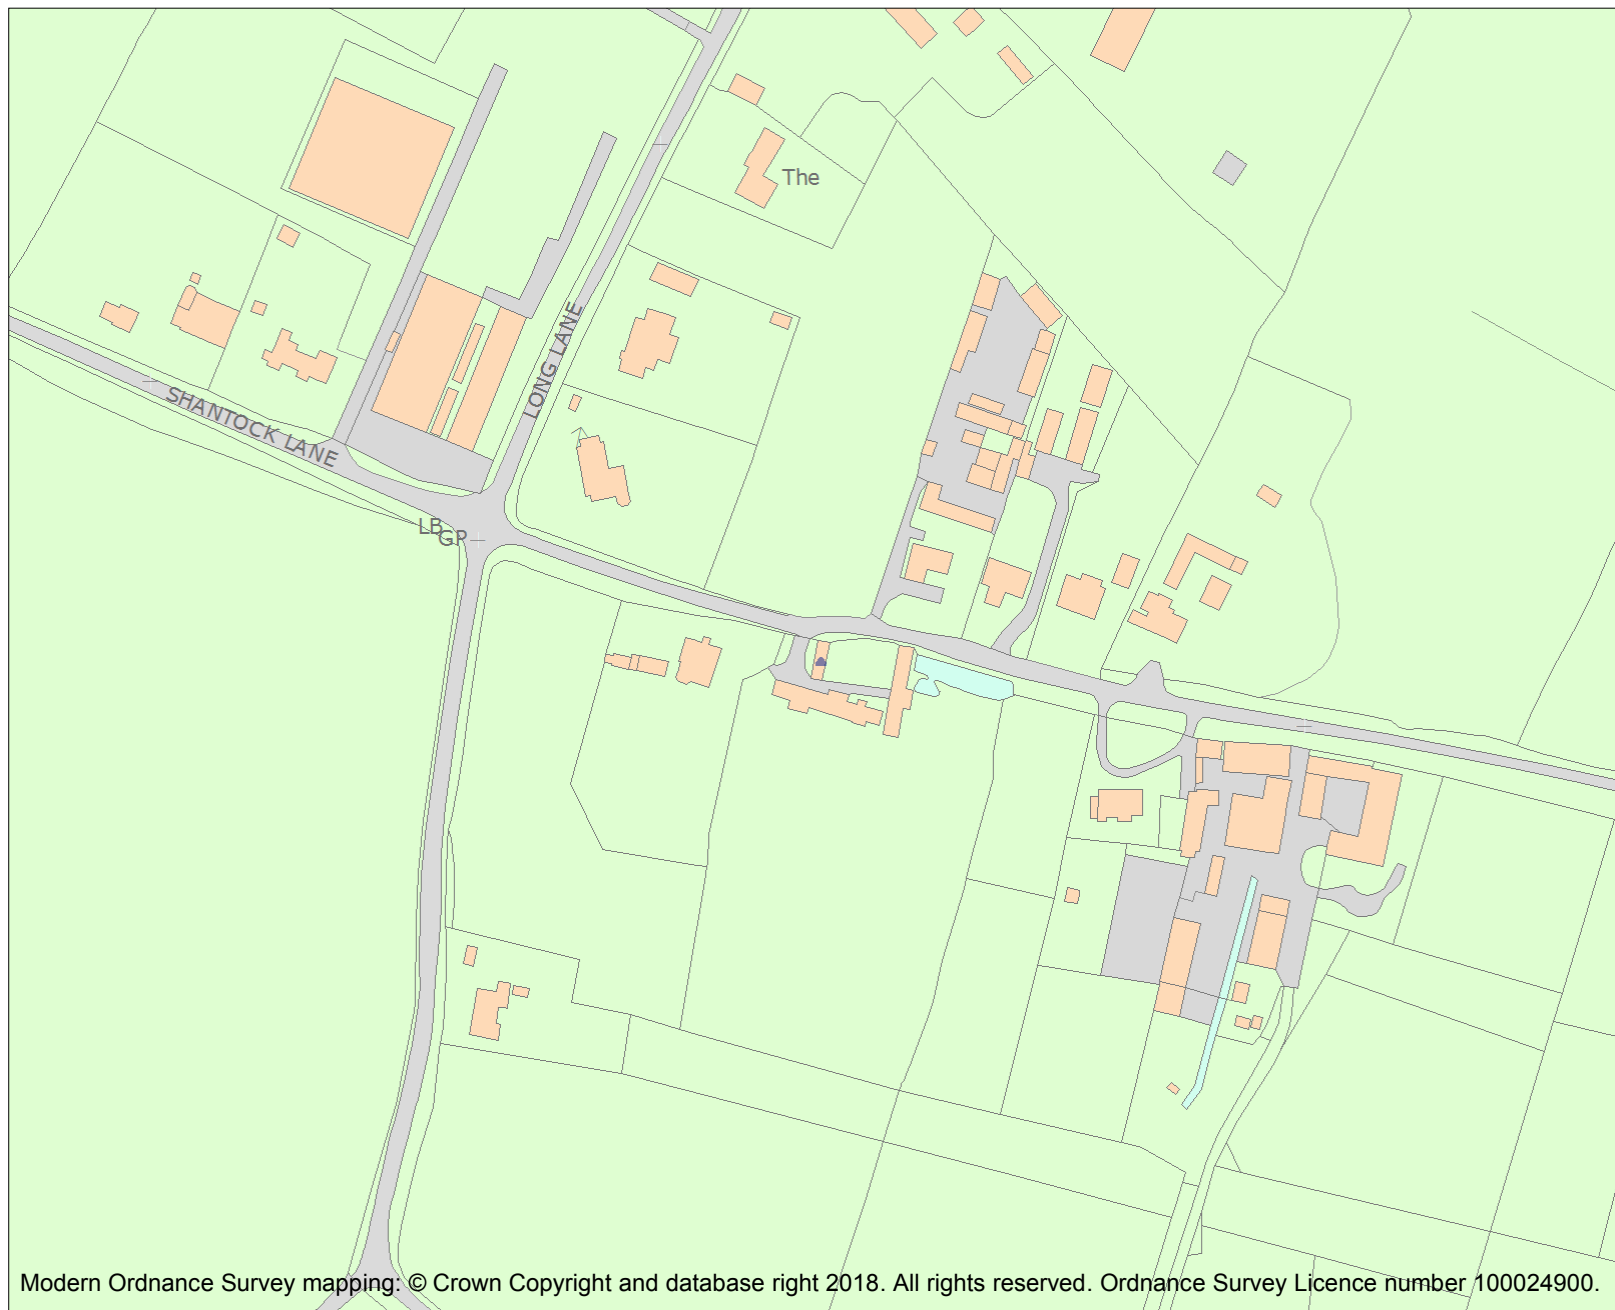 The
LONG LANE
SHANTOCK LANE
LB
GP
Modern Ordnance Survey mapping: © Crown Copyright and database right 2018. All rights reserved. Ordnance Survey Licence number 100024900.